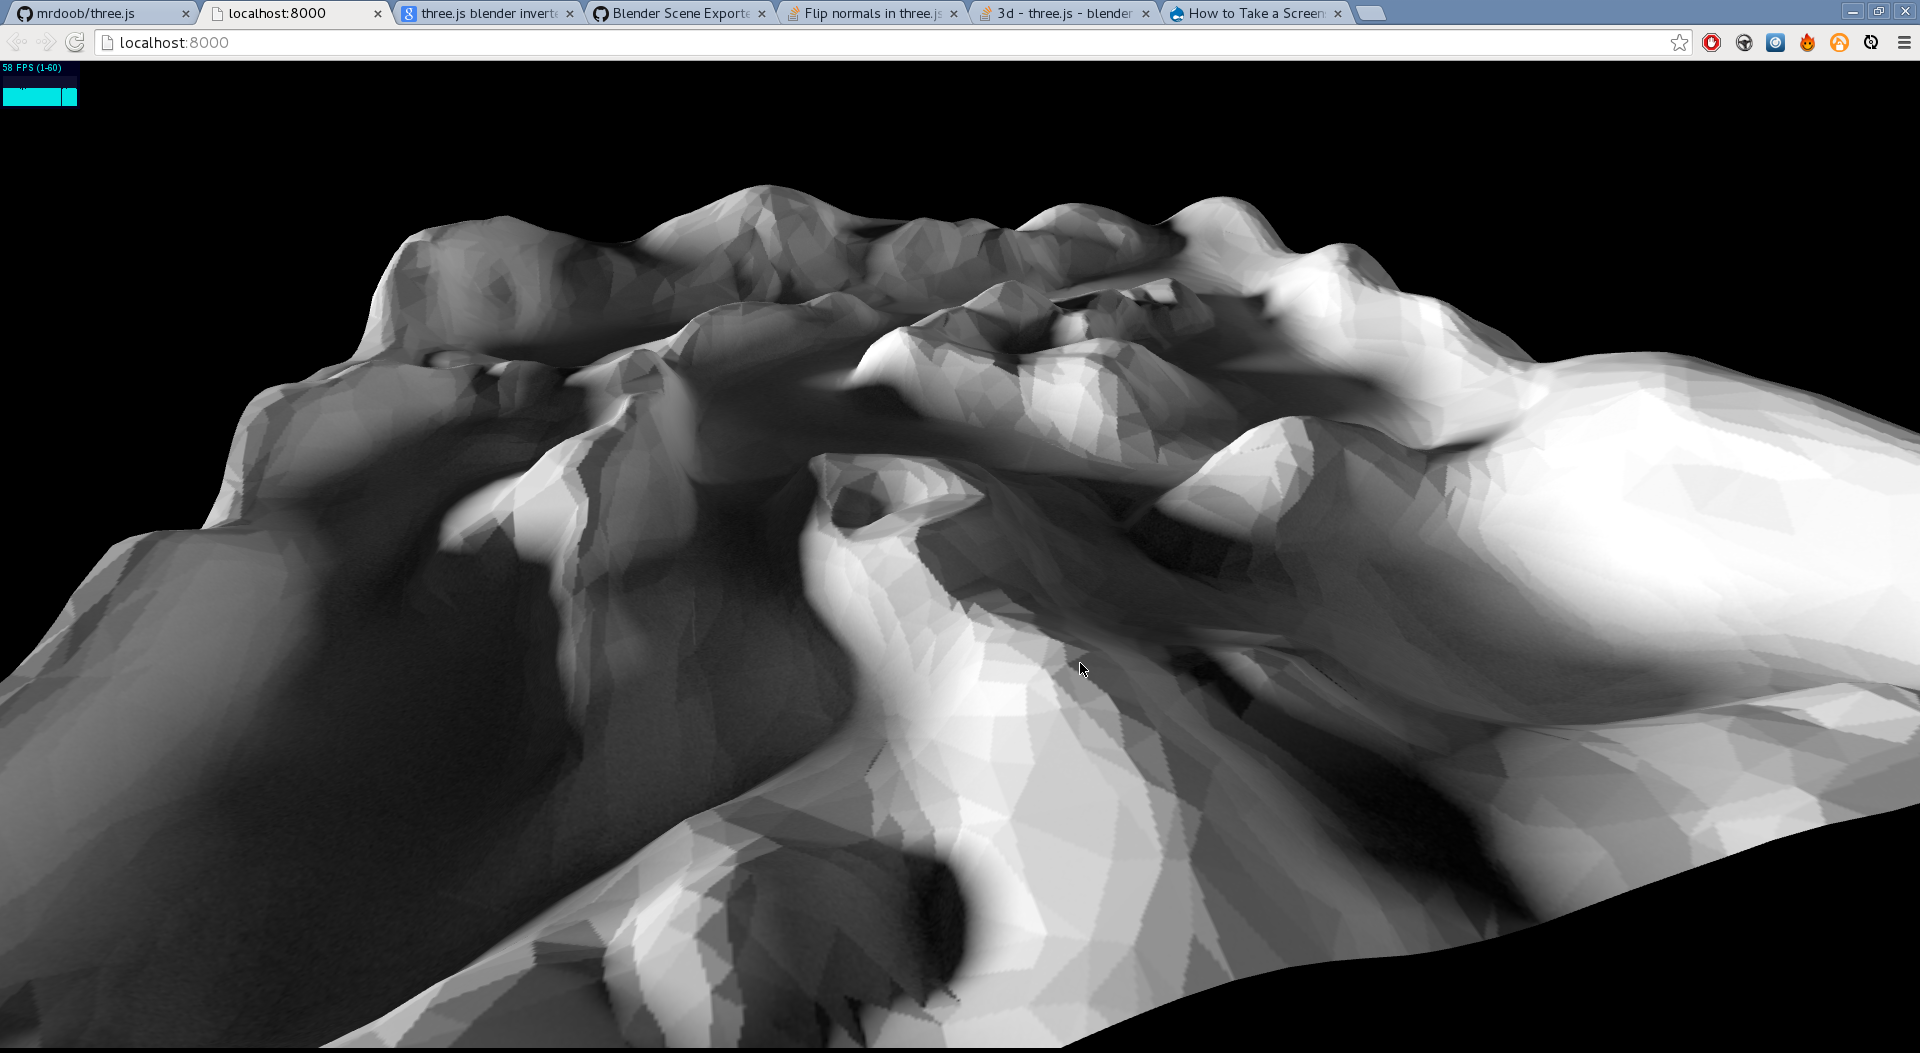 mrdoob/three.js
localhost:8000
three.js blender inverte
Blender Scene Exporte
Flip normals in three.js
3d - three.js - blender
How to Take a Screen
localhost:8000
58 FPS (1-60)